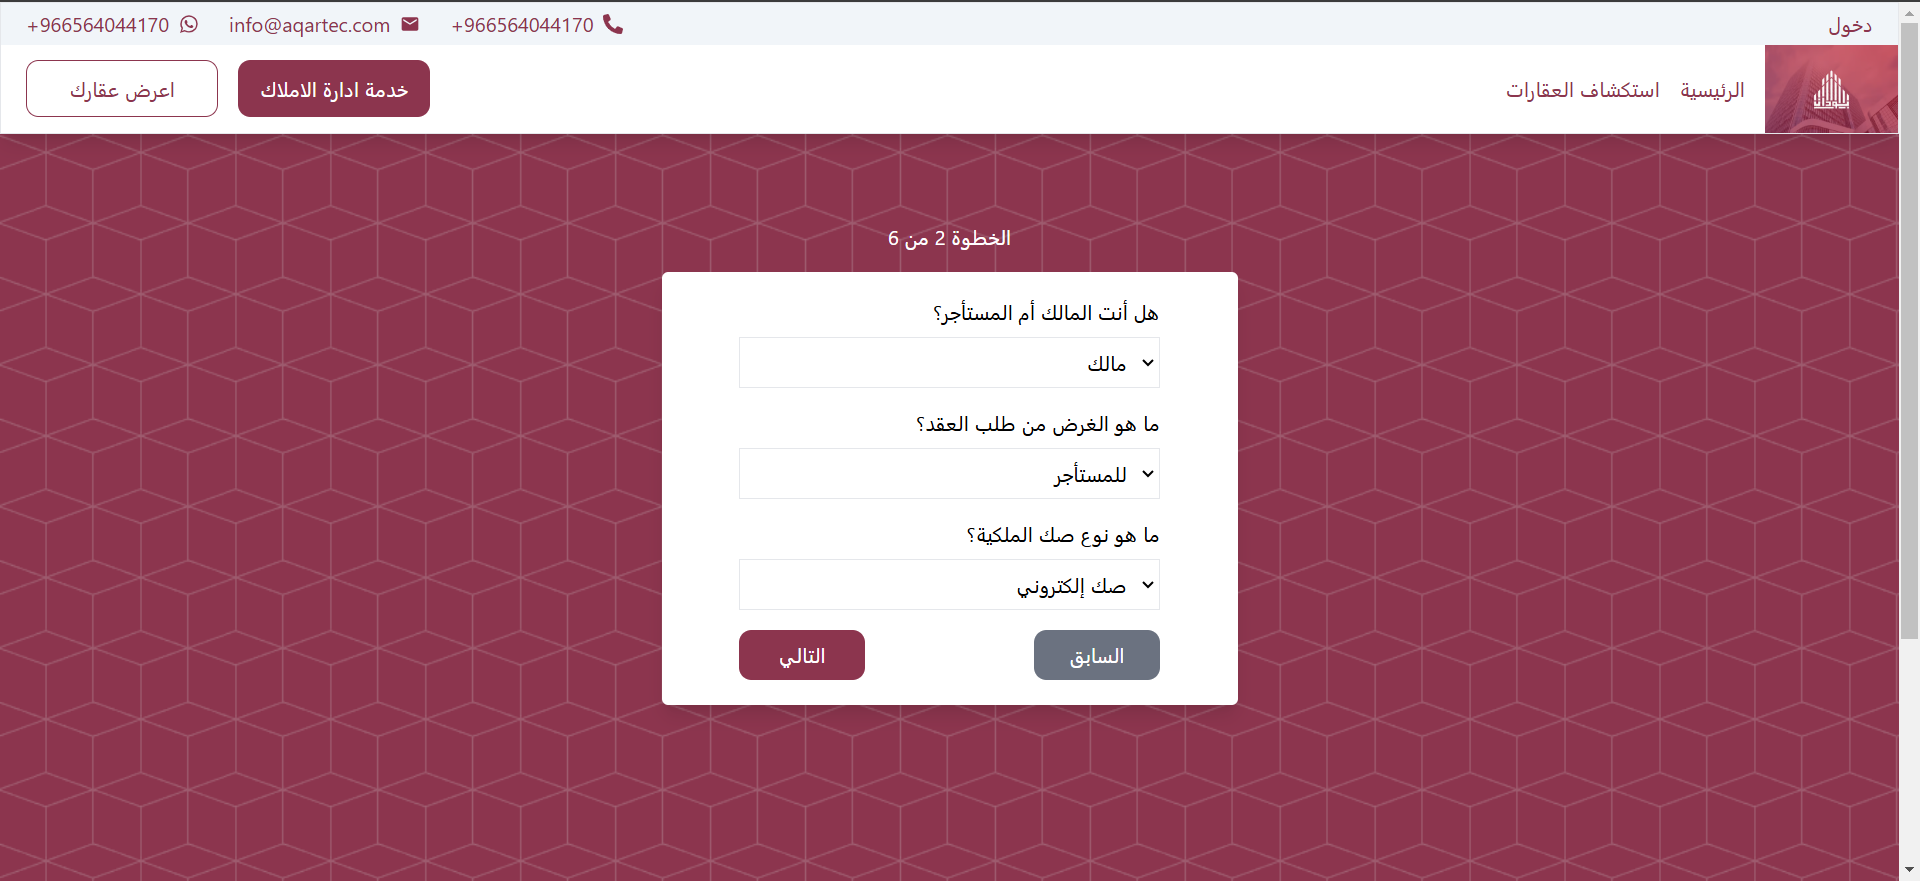 دخول
+966564044170
info@aqartec.com
+966564044170
الرئيسية
استكشاف العقارات
خدمة ادارة الاملاك
اعرض عقارك
الخطوة 2 من 6
هل أنت المالك أم المستأجر؟
مالك
ما هو الغرض من طلب العقد؟
للمستأجر
ما هو نوع صك الملكية؟
صك إلكتروني
السابق
التالي